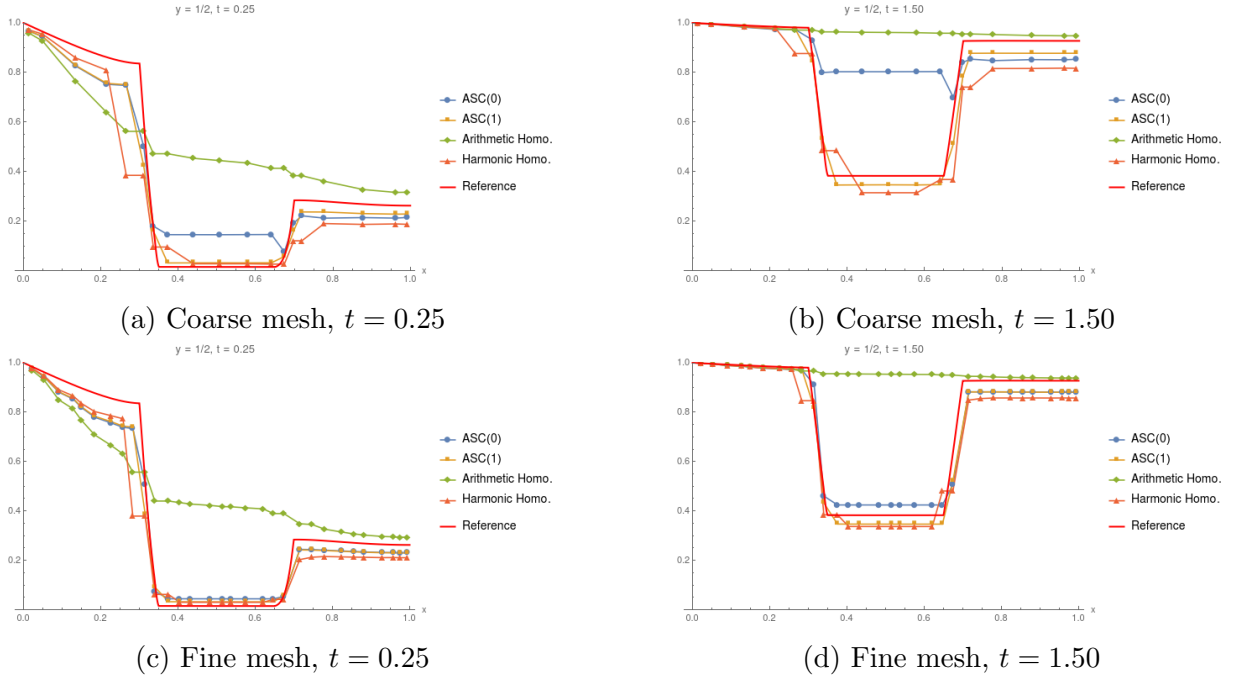 y = 1/2, t = 0.25
1.0
0.8
0.6
0.4
0.2
0.0 0.2 0.4 0.6 0.8 1.0 x
ASC(0)
ASC(1)
Arithmetic Homo.
Harmonic Homo.
Reference
(a) Coarse mesh, t = 0.25
y = 1/2, t = 1.50
1.0
0.8
0.6
0.4
0.2
0.0 0.2 0.4 0.6 0.8 1.0 x
ASC(0)
ASC(1)
Arithmetic Homo.
Harmonic Homo.
Reference
(b) Coarse mesh, t = 1.50
y = 1/2, t = 0.25
1.0
0.8
0.6
0.4
0.2
0.0 0.2 0.4 0.6 0.8 1.0 x
ASC(0)
ASC(1)
Arithmetic Homo.
Harmonic Homo.
Reference
(c) Fine mesh, t = 0.25
y = 1/2, t = 1.50
1.0
0.8
0.6
0.4
0.2
0.0 0.2 0.4 0.6 0.8 1.0 x
ASC(0)
ASC(1)
Arithmetic Homo.
Harmonic Homo.
Reference
(d) Fine mesh, t = 1.50